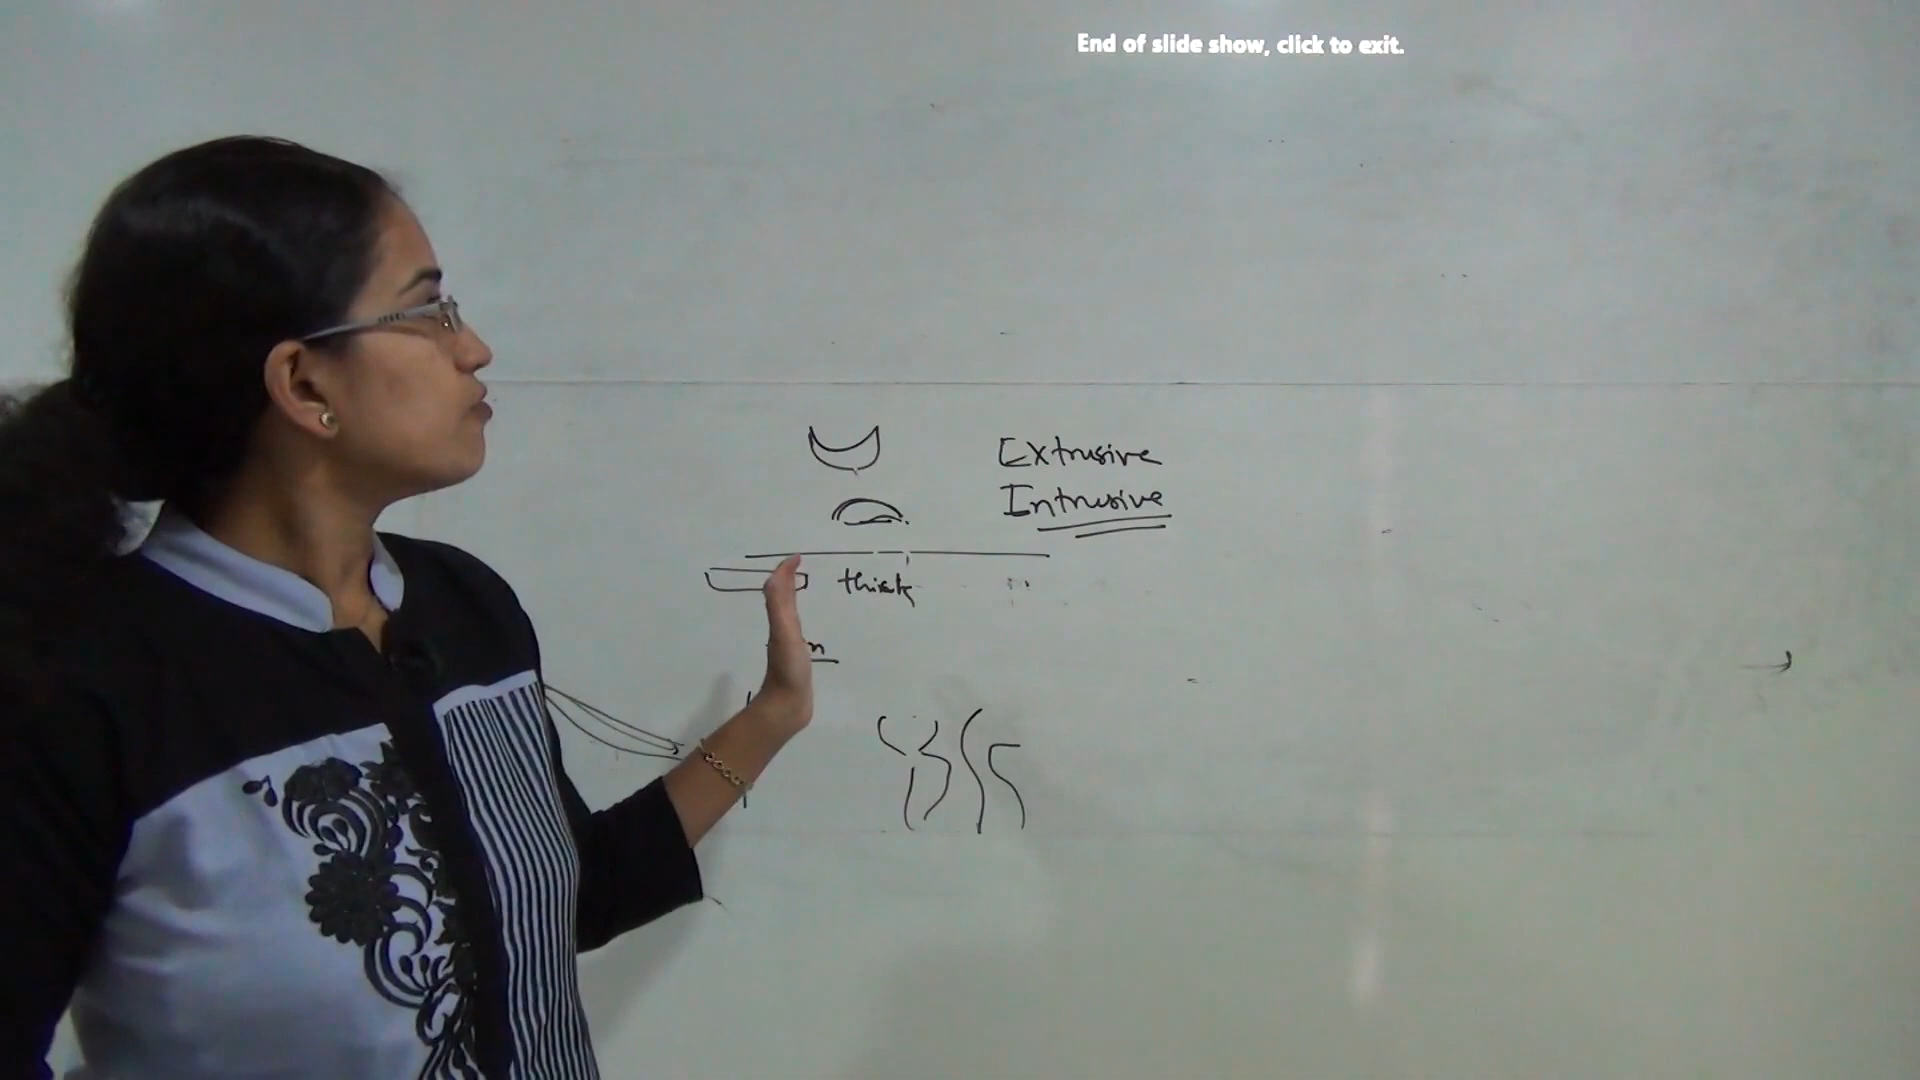 End of slide show, click to exit.
Extrusive
Intrusive
thick